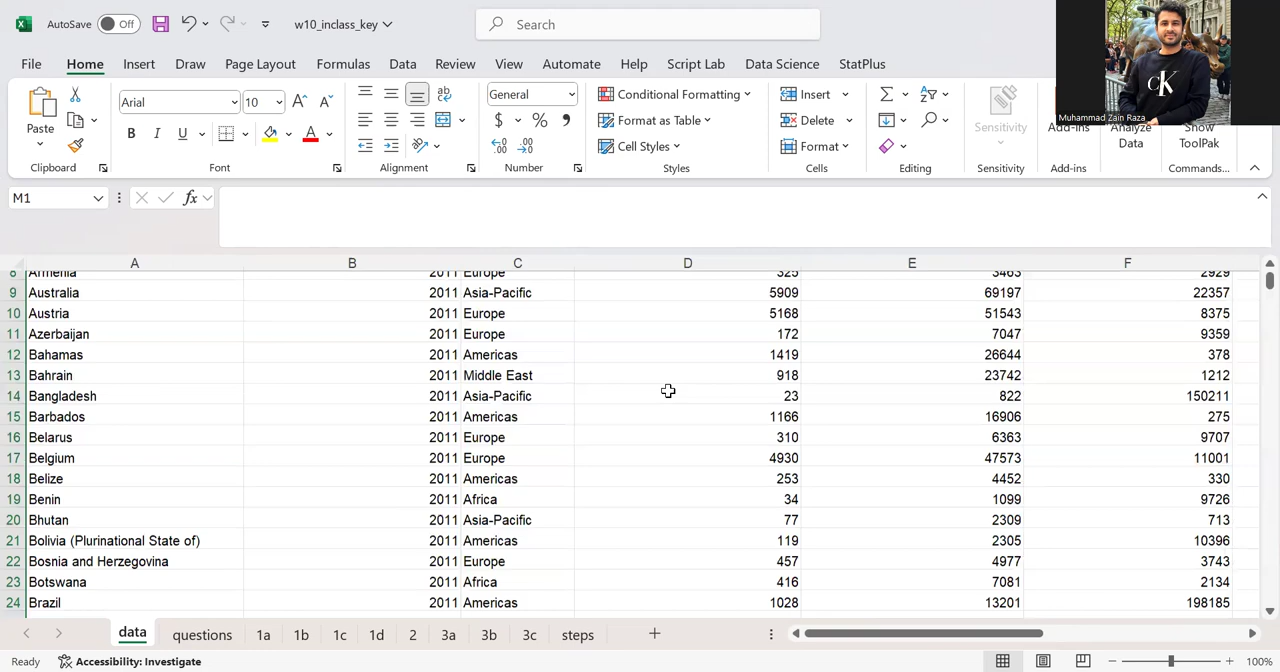 AutoSave Off w10_inclass_key Search
File Home Insert Draw Page Layout Formulas Data Review View Automate Help Script Lab Data Science StatPlus
Muhammad Zain Raza
Paste Arial 10 General Conditional Formatting Insert
B I U $ % , Format as Table Delete Sensitivity Add-ins Analyze Data Show ToolPak
Cell Styles Format
Clipboard Font Alignment Number Styles Cells Editing Sensitivity Add-ins Commands...
M1 fx
A B C D E F
8 Armenia 2011 Europe 325 3463 2929
9 Australia 2011 Asia-Pacific 5909 69197 22357
10 Austria 2011 Europe 5168 51543 8375
11 Azerbaijan 2011 Europe 172 7047 9359
12 Bahamas 2011 Americas 1419 26644 378
13 Bahrain 2011 Middle East 918 23742 1212
14 Bangladesh 2011 Asia-Pacific 23 822 150211
15 Barbados 2011 Americas 1166 16906 275
16 Belarus 2011 Europe 310 6363 9707
17 Belgium 2011 Europe 4930 47573 11001
18 Belize 2011 Americas 253 4452 330
19 Benin 2011 Africa 34 1099 9726
20 Bhutan 2011 Asia-Pacific 77 2309 713
21 Bolivia (Plurinational State of) 2011 Americas 119 2305 10396
22 Bosnia and Herzegovina 2011 Europe 457 4977 3743
23 Botswana 2011 Africa 416 7081 2134
24 Brazil 2011 Americas 1028 13201 198185
data questions 1a 1b 1c 1d 2 3a 3b 3c steps
Ready Accessibility: Investigate 100%